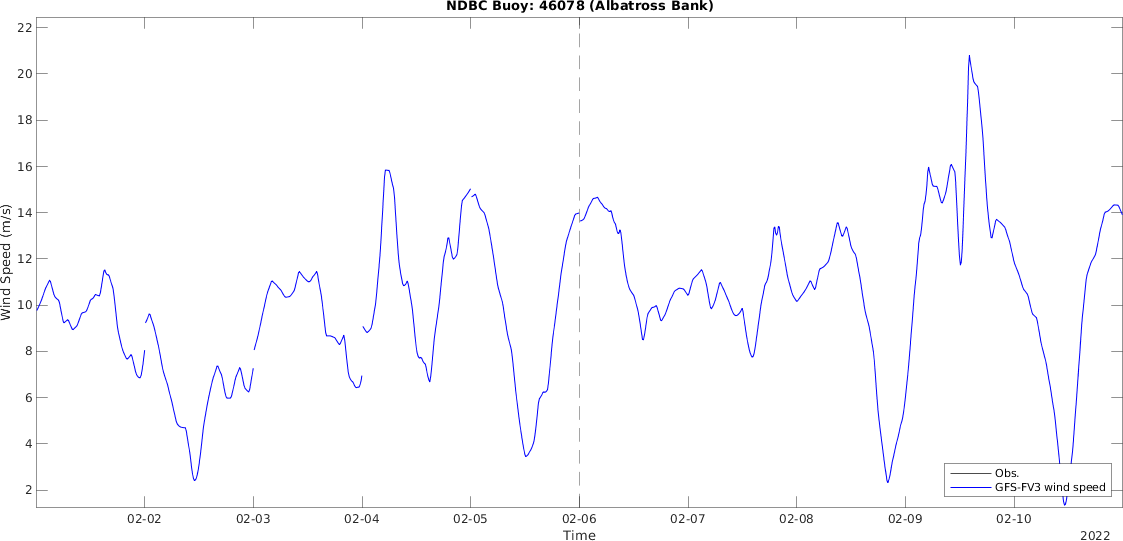 NDBC Buoy: 46078 (Albatross Bank)
22
20
18
16
14
12
10
8
6
4
2
Wind Speed (m/s)
Obs.
GFS-FV3 wind speed
02-02 02-03 02-04 02-05 02-06 02-07 02-08 02-09 02-10
Time
2022